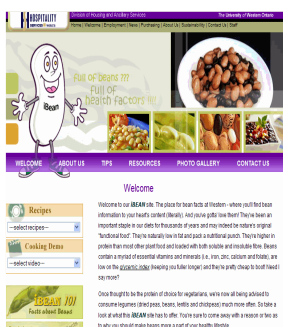 HOSPITALITY
SERVICES @ Western
Division of Housing and Ancillary Services
The University of Western Ontario
Home | Welcome | Employment | News | Purchasing | About Us | Sustainability | Contact Us | Staff
Full of beans ???
Full of
health factors !!!
iBean
WELCOME ABOUT US TIPS RESOURCES PHOTO GALLERY CONTACT US
Welcome
Recipes
--select recipes--
Cooking Demo
--select video--
iBEAN 101
Facts about Beans
Welcome to our iBEAN site. The place for bean facts at Western - where you'll find bean
information to your heart's content (literally). And you've gotta' love them! They've been an
important staple in our diets for thousands of years and may indeed be nature's original
"functional food". They're naturally low in fat and pack a nutritional punch. They're higher in
protein than most other plant food and loaded with both soluble and insoluble fibre. Beans
contain a myriad of essential vitamins and minerals (i.e., iron, zinc, calcium and folate), are
low on the glycemic index (keeping you fuller longer) and they're pretty cheap to boot! Need I
say more?
Once thought to be the protein of choice for vegetarians, we're now all being advised to
consume legumes (dried peas, beans, lentils and chickpeas) much more often. So take a
look at what this iBEAN site has to offer. You're sure to come away with a reason or two as
to why you should make beans more a part of your healthy lifestyle.